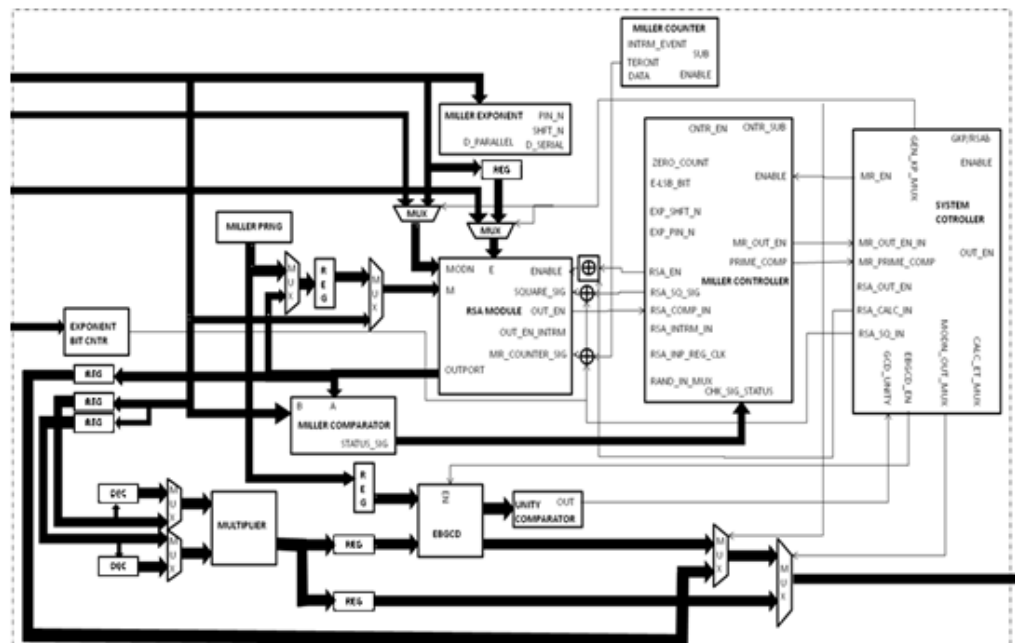 MILLER COUNTER
INTRM_EVENT
SUB
TERCNT
DATA
ENABLE
MILLER EXPONENT
PIN_N
SHFT_N
D_PARALLEL
D_SERIAL
REG
MUX
MUX
MILLER PRNG
MUX
REG
MUX
MODN
E
ENABLE
M
SQUARE_SIG
RSA MODULE
OUT_EN
OUT_EN_INTRM
MR_COUNTER_SIG
OUTPORT
CNTR_EN
CNTR_SUB
ZERO_COUNT
E-LSB_BIT
ENABLE
EXP_SHFT_N
EXP_PIN_N
MR_OUT_EN
PRIME_COMP
RSA_EN
MILLER CONTROLLER
RSA_SQ_SIG
RSA_COMP_IN
RSA_INTRM_IN
RSA_INP_REG_CLK
RAND_IN_MUX
CHK_SIG_STATUS
GEN_KP_MUX
GKP/RSAb
ENABLE
MR_EN
SYSTEM
COTROLLER
MR_OUT_EN_IN
OUT_EN
MR_PRIME_COMP
RSA_OUT_EN
RSA_CALC_IN
RSA_SQ_IN
GCD_UNITY
EBGCD_EN
MODN_OUT_MUX
CALC_ET_MUX
EXPONENT
BIT CNTR
REG
REG
REG
B
A
MILLER COMPARATOR
STATUS_SIG
REG
EN
EBGCD
UNITY
OUT
COMPARATOR
DEC
MUX
MULTIPLIER
MUX
DEC
REG
REG
MUX
MUX